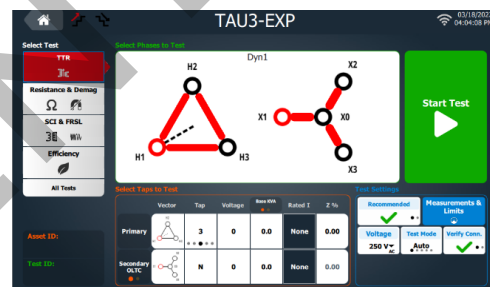 TAU3-EXP
03/18/202
04:04:08 PM
Select Test
Select Phases to Test
TTR
Resistance & Demag
SCI & FRSL
Efficiency
All Tests
Asset ID:
Test ID:
Dyn1
H2
H1
H3
X2
X1
X0
X3
Start Test
Select Taps to Test
Vector Tap Voltage Base KVA Rated I Z %
Primary 3 0 0.0 None 0.00
Secondary OLTC N 0 0.0 None 0.00
Test Settings
Recommended
Measurements & Limits
Voltage
250 V
AC
Test Mode
Auto
Verify Conn.